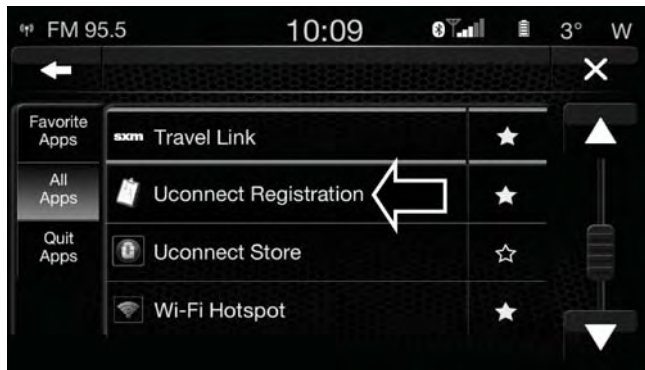 FM 95.5 10:09 3° W
Favorite
Apps
sxm Travel Link
All
Apps
Uconnect Registration
Quit
Apps
Uconnect Store
Wi-Fi Hotspot